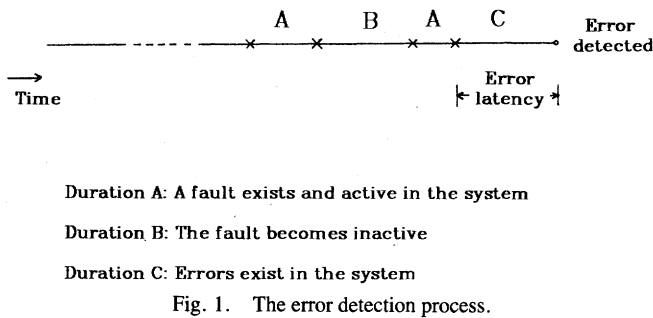 A B A C Error
detected
Time
Error
latency
Duration A: A fault exists and active in the system
Duration B: The fault becomes inactive
Duration C: Errors exist in the system
Fig. 1. The error detection process.